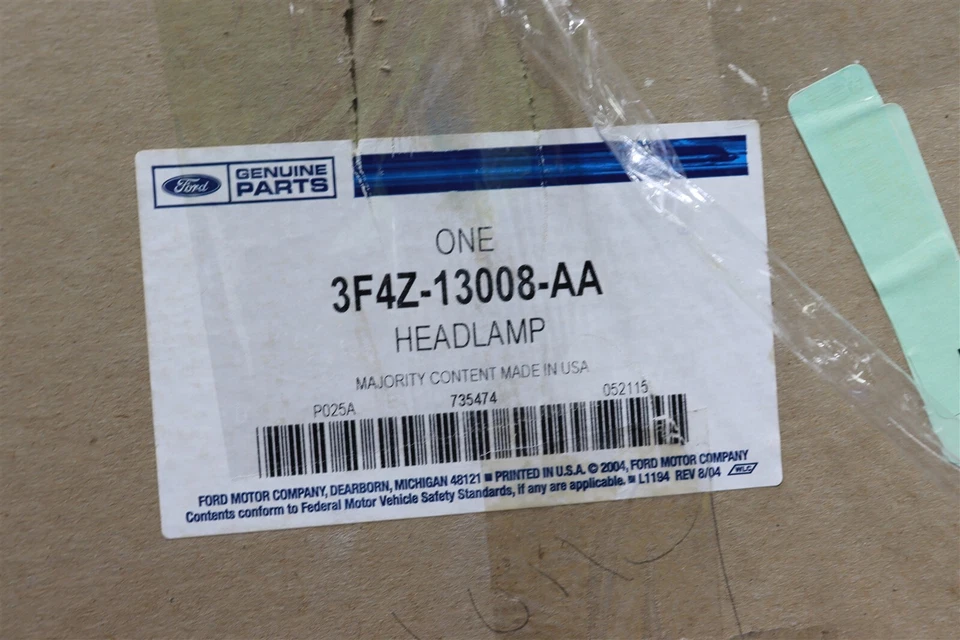 Ford GENUINE
PARTS
ONE
3F4Z-13008-AA
HEADLAMP
MAJORITY CONTENT MADE IN USA
P025A 735474 052115
FORD MOTOR COMPANY, DEARBORN, MICHIGAN 48121 ■ PRINTED IN U.S.A. © 2004, FORD MOTOR COMPANY
Contents conform to Federal Motor Vehicle Safety Standards, if any are applicable. ■ L1194 REV 8/04 WLC